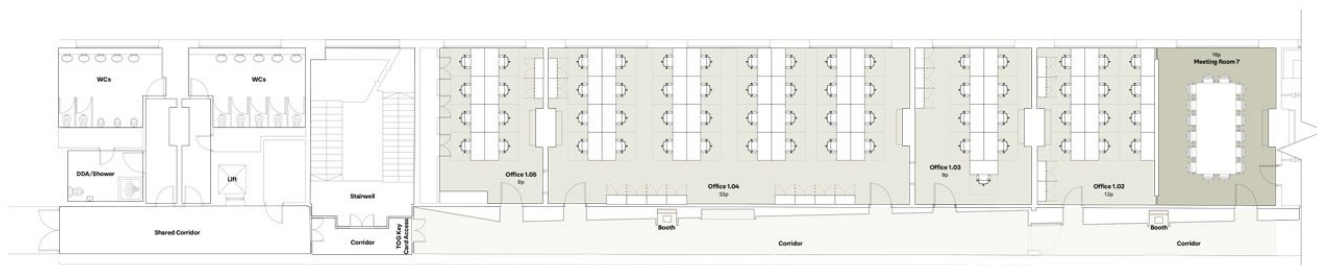 WCs
WCs
16p
Meeting Room 7
DDA/Shower
Lift
Stairwell
Office 1.05
8p
Office 1.04
32p
Office 1.03
9p
Office 1.02
12p
Shared Corridor
Corridor
TOG Key
Card Access
Booth
Corridor
Booth
Corridor